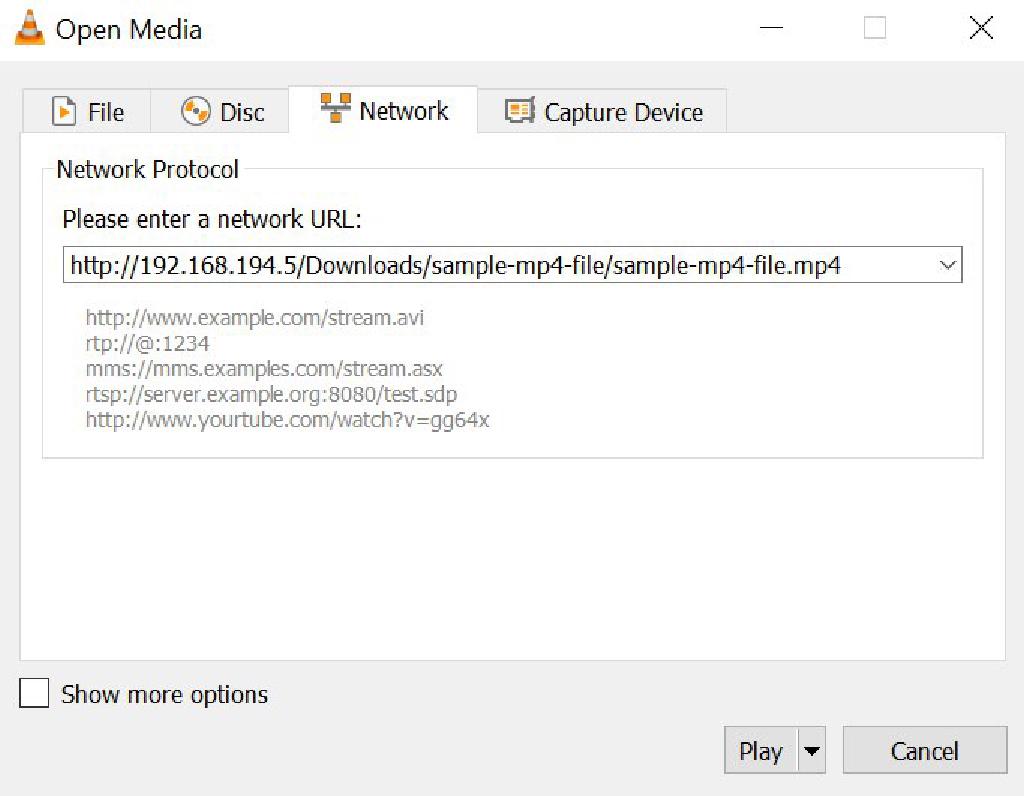 Open Media
File Disc Network Capture Device
Network Protocol
Please enter a network URL:
http://192.168.194.5/Downloads/sample-mp4-file/sample-mp4-file.mp4
http://www.example.com/stream.avi
rtp://@:1234
mms://mms.examples.com/stream.asx
rtsp://server.example.org:8080/test.sdp
http://www.yourtube.com/watch?v=gg64x
Show more options
Play Cancel